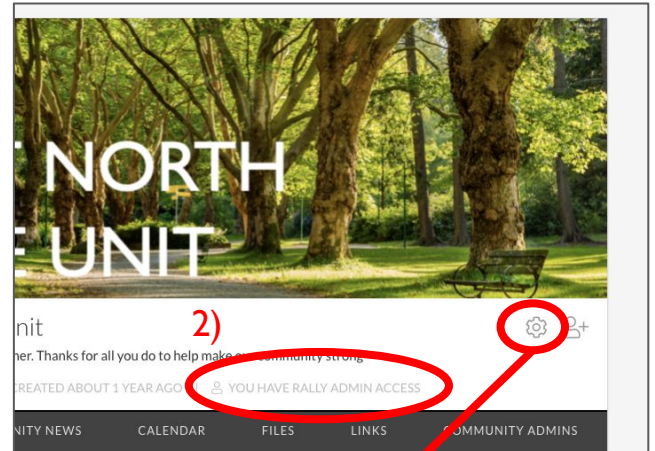 NORTH
UNIT
nit
2)
her. Thanks for all you do to help make our community strong
CREATED ABOUT 1 YEAR AGO YOU HAVE RALLY ADMIN ACCESS
NITY NEWS CALENDAR FILES LINKS COMMUNITY ADMINS